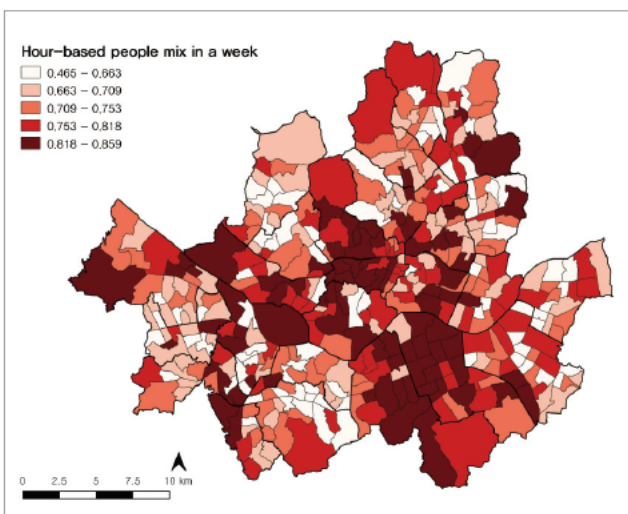 Hour-based people mix in a week
0,465 - 0,663
0,663 - 0,709
0,709 - 0,753
0,753 - 0,818
0,818 - 0,859
0 2.5 5 7.5 10 km